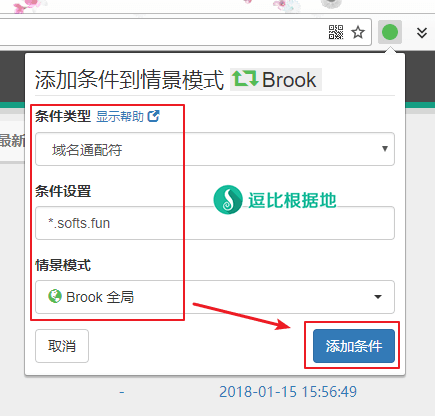 添加条件到情景模式 Brook
条件类型 显示帮助
域名通配符
最新
条件设置
逗比根据地
*.softs.fun
情景模式
Brook 全局
取消
添加条件
-
2018-01-15 15:56:49